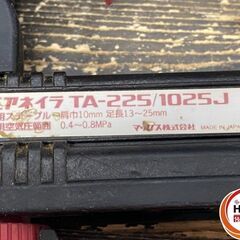 エアネイラ TA-225/1025J
用ステープル 肩巾10mm 足長13~25mm
用空気圧範囲 0.4~0.8MPa
マックス株式会社 MADE IN JAPAN